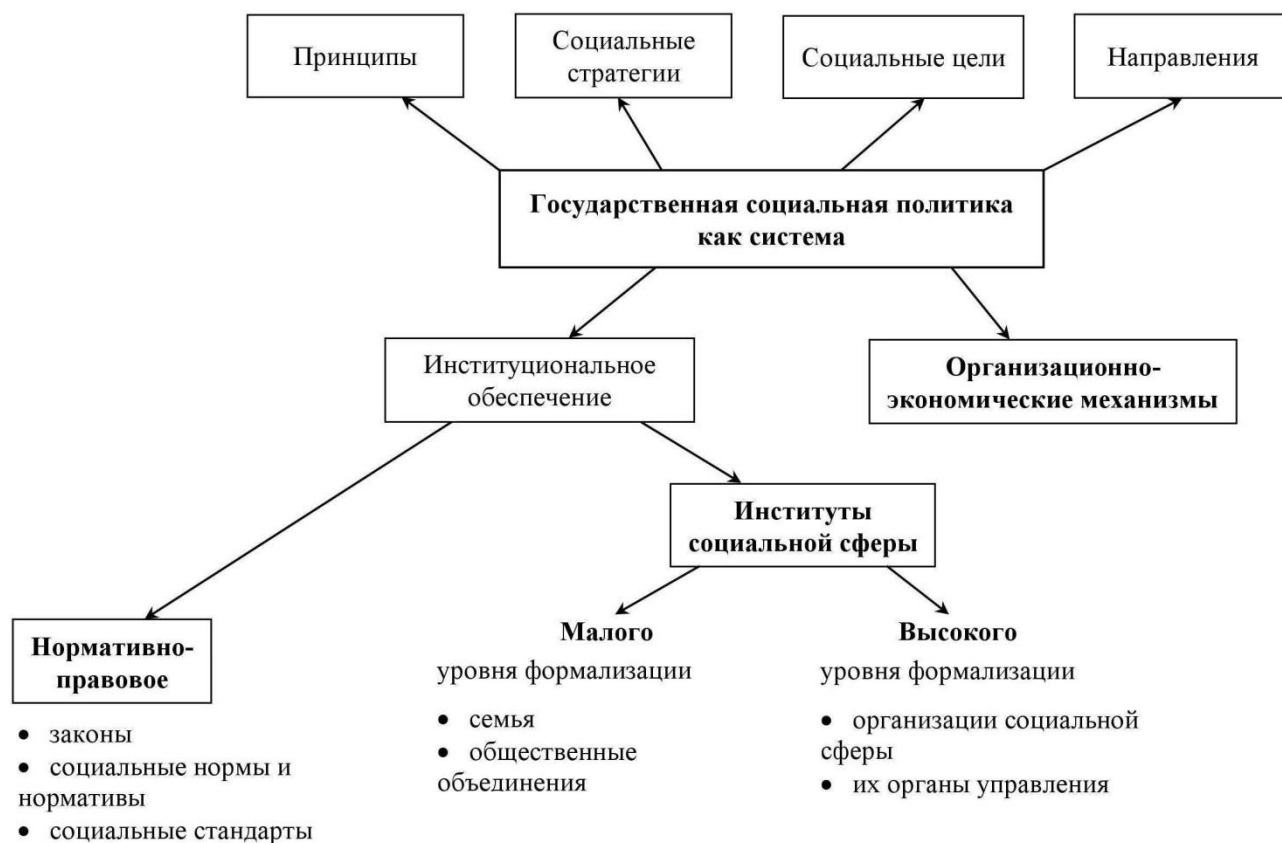 Принципы
Социальные
стратегии
Социальные цели
Направления
Государственная социальная политика
как система
Институциональное
обеспечение
Организационно-
экономические механизмы
Институты
социальной сферы
Нормативно-
правовое
• законы
• социальные нормы и
нормативы
• социальные стандарты
Малого
уровня формализации
• семья
• общественные
объединения
Высокого
уровня формализации
• организации социальной
сферы
• их органы управления